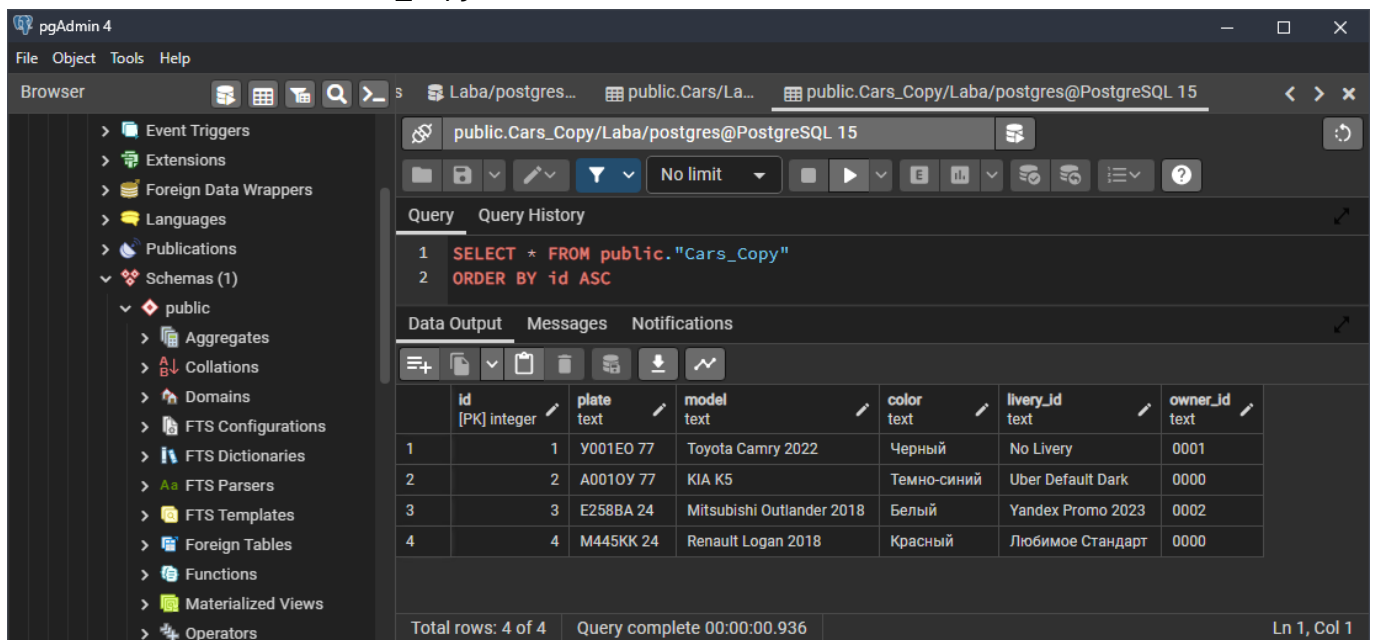 pgAdmin 4
File Object Tools Help
Browser
s Laba/postgres... public.Cars/La... public.Cars_Copy/Laba/postgres@PostgreSQL 15
Event Triggers
Extensions
Foreign Data Wrappers
Languages
Publications
Schemas (1)
public
Aggregates
Collations
Domains
FTS Configurations
FTS Dictionaries
Aa FTS Parsers
FTS Templates
Foreign Tables
Functions
Materialized Views
Operators
public.Cars_Copy/Laba/postgres@PostgreSQL 15
No limit E
Query Query History
1 SELECT * FROM public."Cars_Copy"
2 ORDER BY id ASC
Data Output Messages Notifications
id plate model color livery_id owner_id
[PK] integer text text text text text
1 1 У001ЕО 77 Toyota Camry 2022 Черный No Livery 0001
2 2 А001ОУ 77 KIA K5 Темно-синий Uber Default Dark 0000
3 3 Е258ВА 24 Mitsubishi Outlander 2018 Белый Yandex Promo 2023 0002
4 4 М445КК 24 Renault Logan 2018 Красный Любимое Стандарт 0000
Total rows: 4 of 4 Query complete 00:00:00.936 Ln 1, Col 1